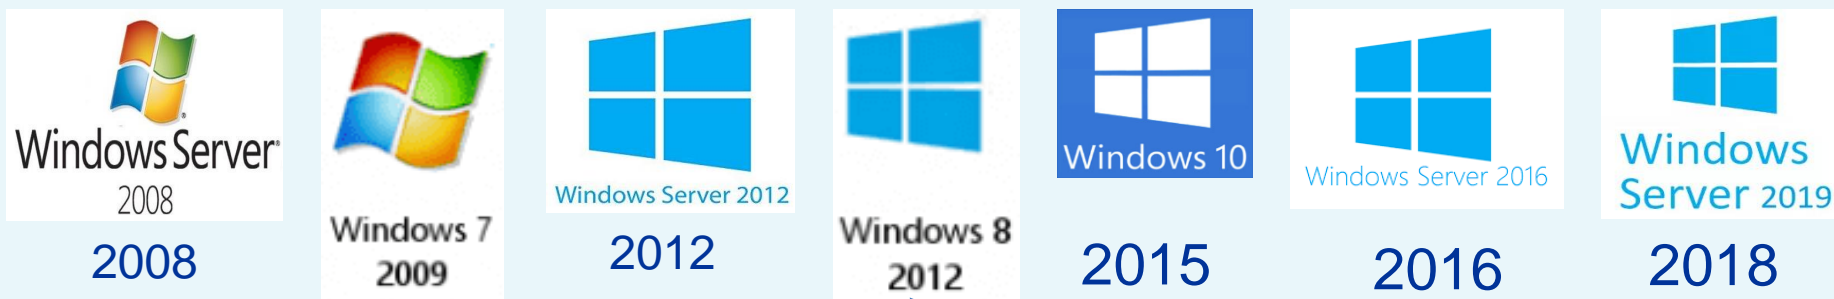 Windows Server
2008
2008
Windows 7
2009
Windows Server 2012
2012
Windows 8
2012
Windows 10
2015
Windows Server 2016
2016
Windows
Server 2019
2018